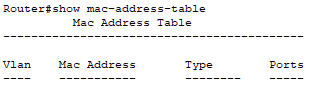 Router#show mac-address-table
Mac Address Table
-------------------------------------------
Vlan Mac Address Type Ports
---- ----------- -------- -----